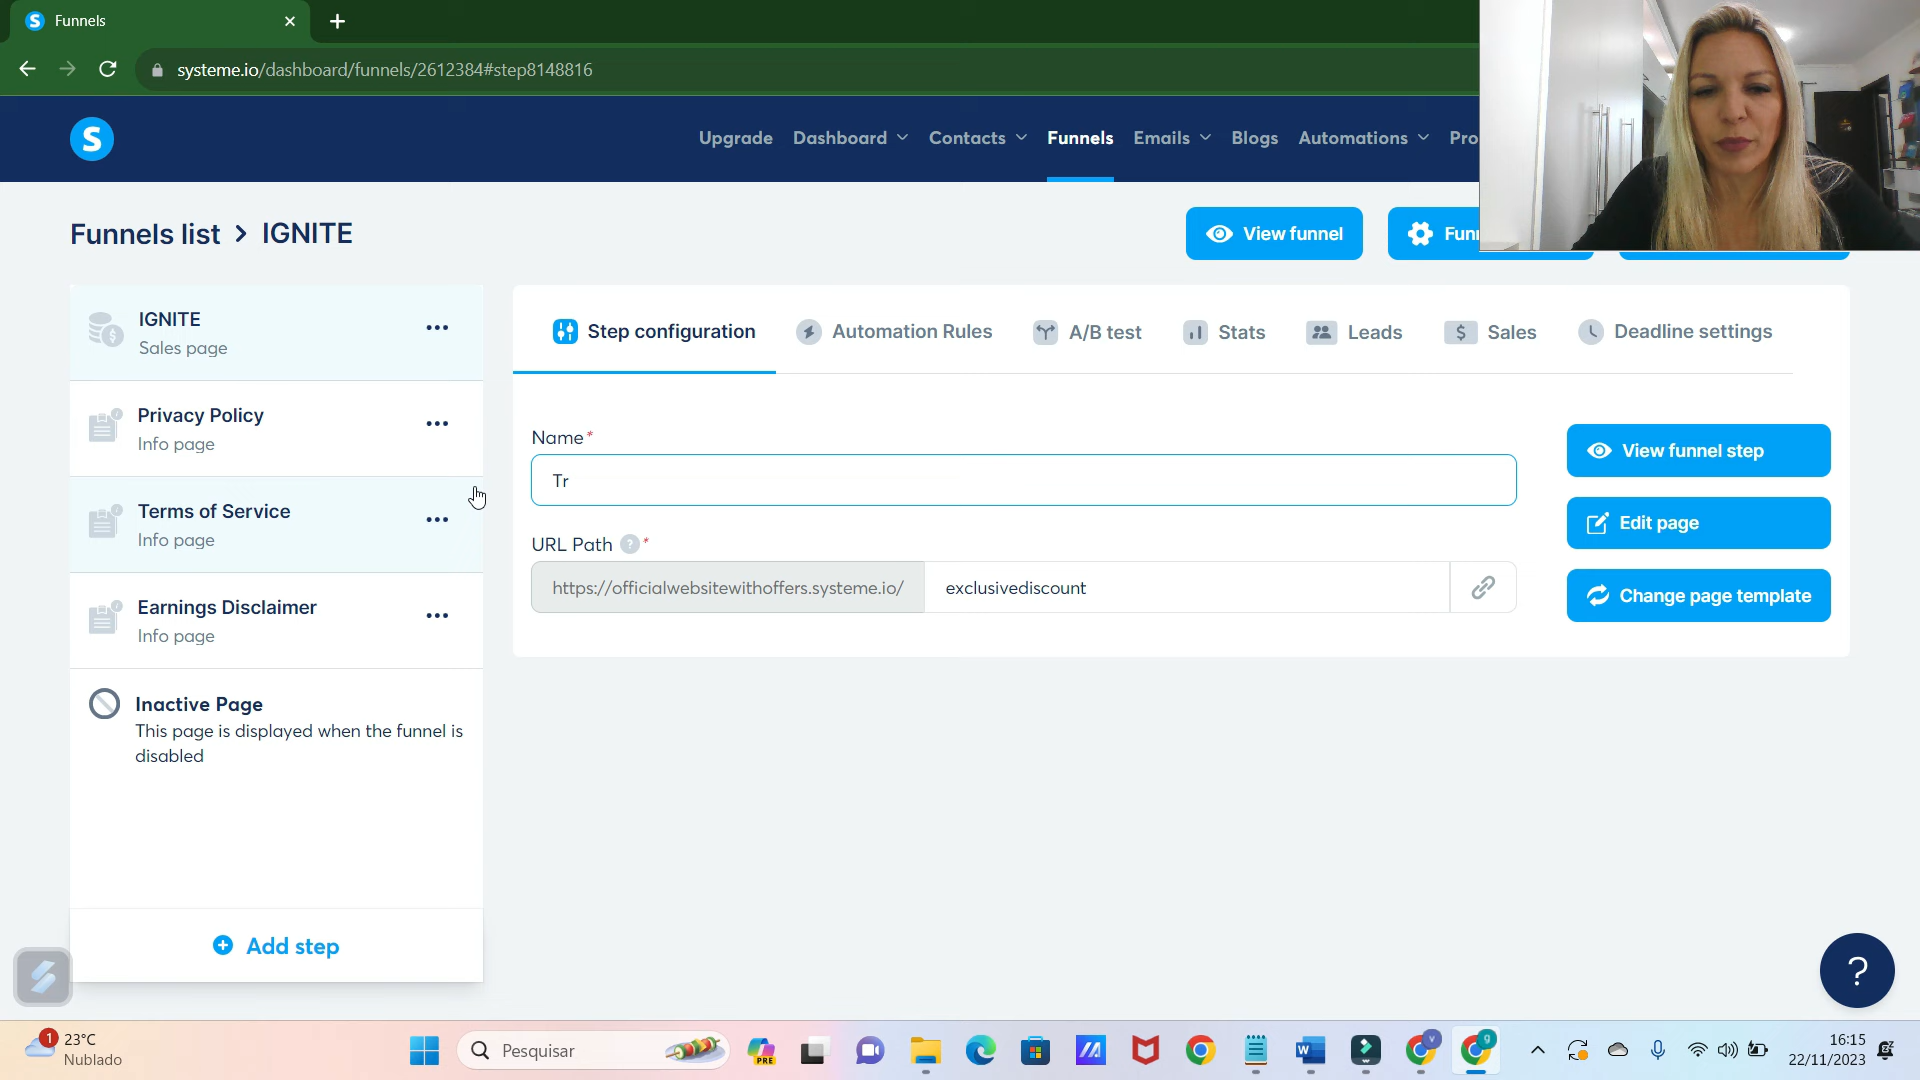 Funnels
systeme.io/dashboard/funnels/2612384#step8148816
S
Upgrade Dashboard Contacts Funnels Emails Blogs Automations Pro
Funnels list > IGNITE
View funnel
Fun
IGNITE
Sales page
Privacy Policy
Info page
Terms of Service
Info page
Earnings Disclaimer
Info page
Inactive Page
This page is displayed when the funnel is
disabled
Add step
Step configuration Automation Rules A/B test Stats Leads Sales Deadline settings
Name*
Tr
URL Path ? *
https://officialwebsitewithoffers.systeme.io/ exclusivediscount
View funnel step
Edit page
Change page template
?
1 23°C
Nublado
Pesquisar
PRE
16:15
22/11/2023